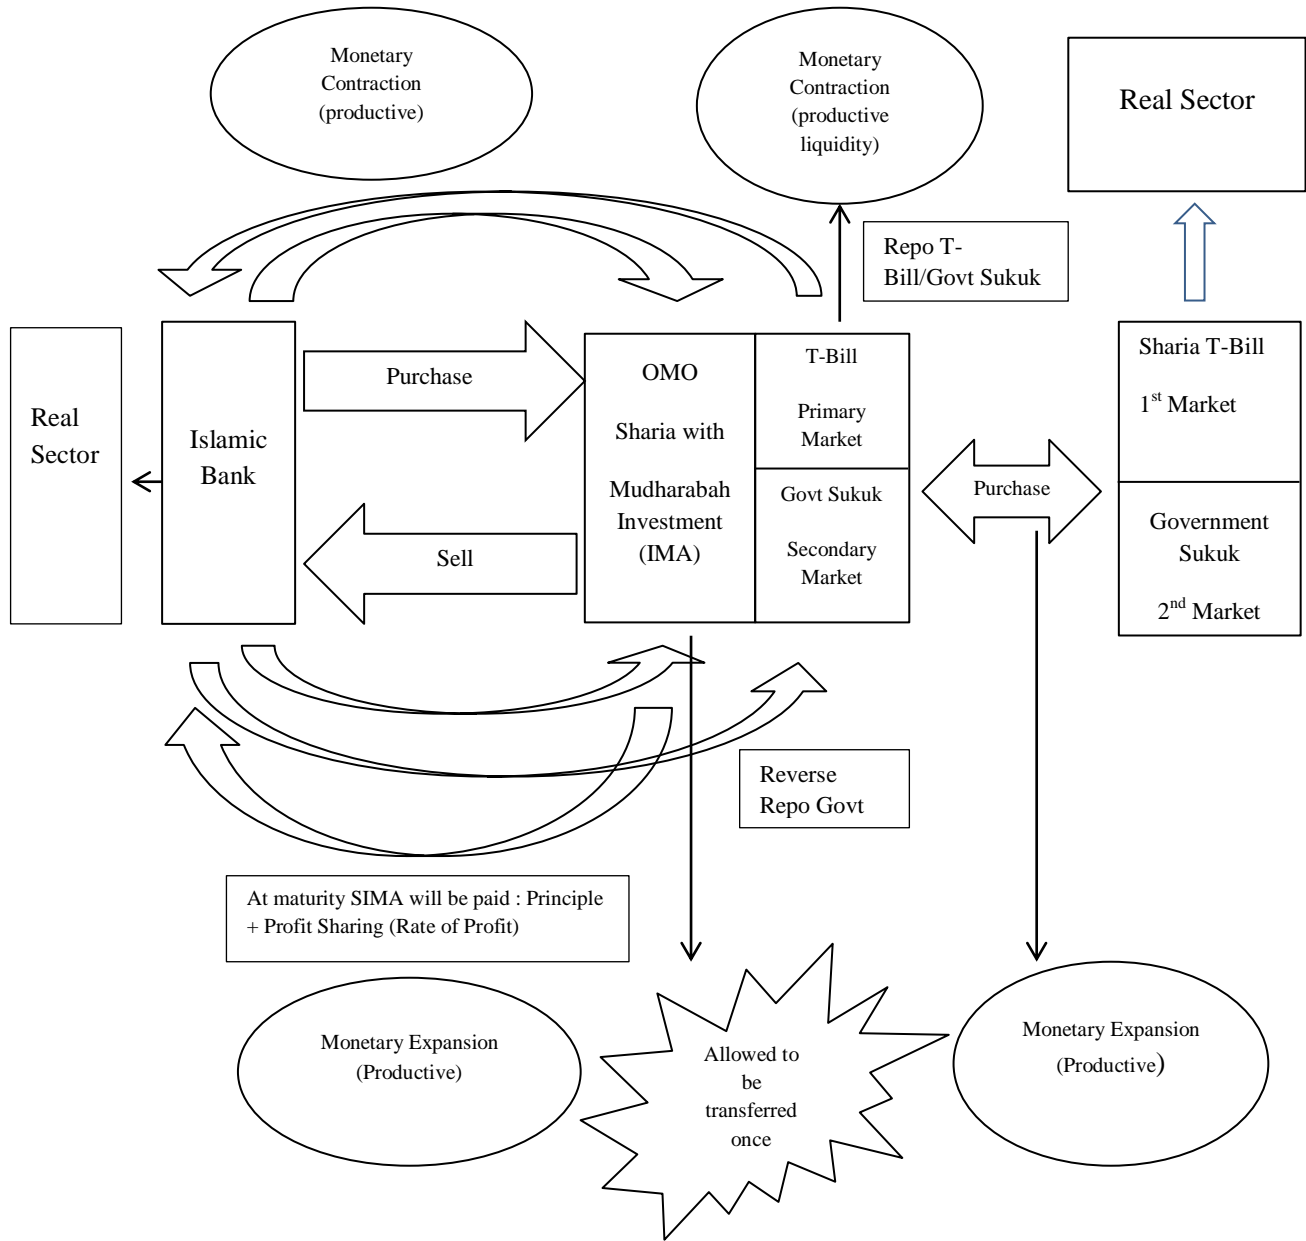 Monetary
Contraction
(productive)
Monetary
Contraction
(productive
liquidity)
Real Sector
Repo T-
Bill/Govt Sukuk
Real
Sector
Islamic
Bank
Purchase
Sell
OMO
Sharia with
Mudharabah
Investment
(IMA)
T-Bill
Primary
Market
Govt Sukuk
Secondary
Market
Purchase
Sharia T-Bill
1st Market
Government
Sukuk
2nd Market
Reverse
Repo Govt
At maturity SIMA will be paid : Principle
+ Profit Sharing (Rate of Profit)
Monetary Expansion
(Productive)
Allowed to
be
transferred
once
Monetary Expansion
(Productive)